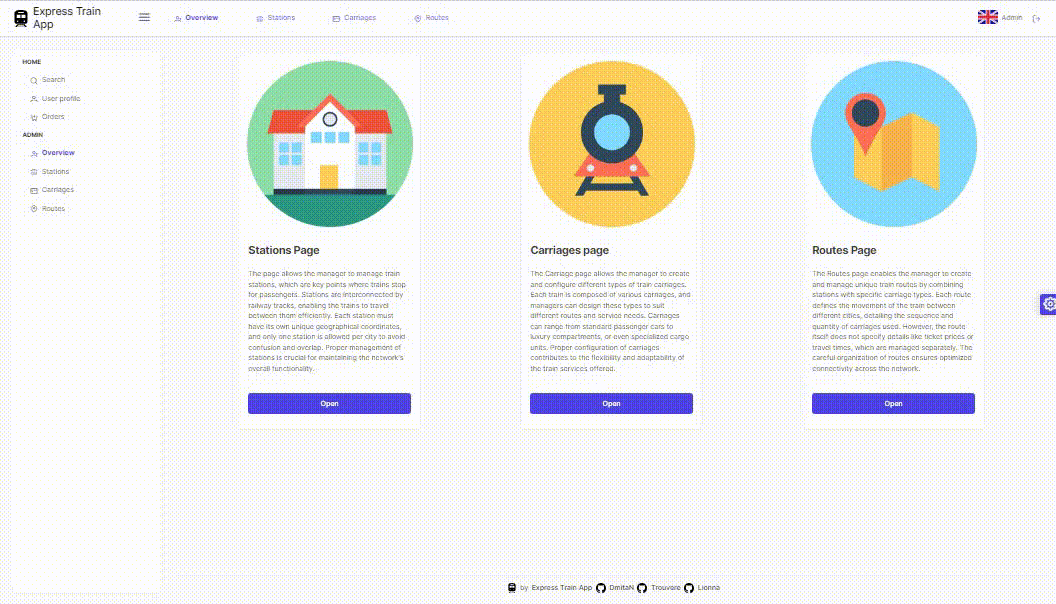 Express Train
App
Overview
Stations
Carriages
Routes
Admin
HOME
Search
User profile
Orders
ADMIN
Overview
Stations
Carriages
Routes
Stations Page
The page allows the manager to manage train
stations, which are key points where trains stop
for passengers. Stations are interconnected by
railway tracks, enabling the trains to travel
between them efficiently. Each station must
have its own unique geographical coordinates,
and only one station is allowed per city to avoid
confusion and overlap. Proper management of
stations is crucial for maintaining the network's
overall functionality.
Open
Carriages page
The Carriage page allows the manager to create
and configure different types of train carriages.
Each train is composed of various carriages, and
managers can design these types to suit
different routes and service needs. Carriages
can range from standard passenger cars to
luxury compartments, or even specialized cargo
units. Proper configuration of carriages
contributes to the flexibility and adaptability of
the train services offered.
Open
Routes Page
The Routes page enables the manager to create
and manage unique train routes by combining
stations with specific carriage types. Each route
defines the movement of the train between
different cities, detailing the sequence and
quantity of carriages used. However, the route
itself does not specify details like ticket prices or
travel times, which are managed separately. The
careful organization of routes ensures optimized
connectivity across the network.
Open
by Express Train App DmitaN Trouvere Lionna